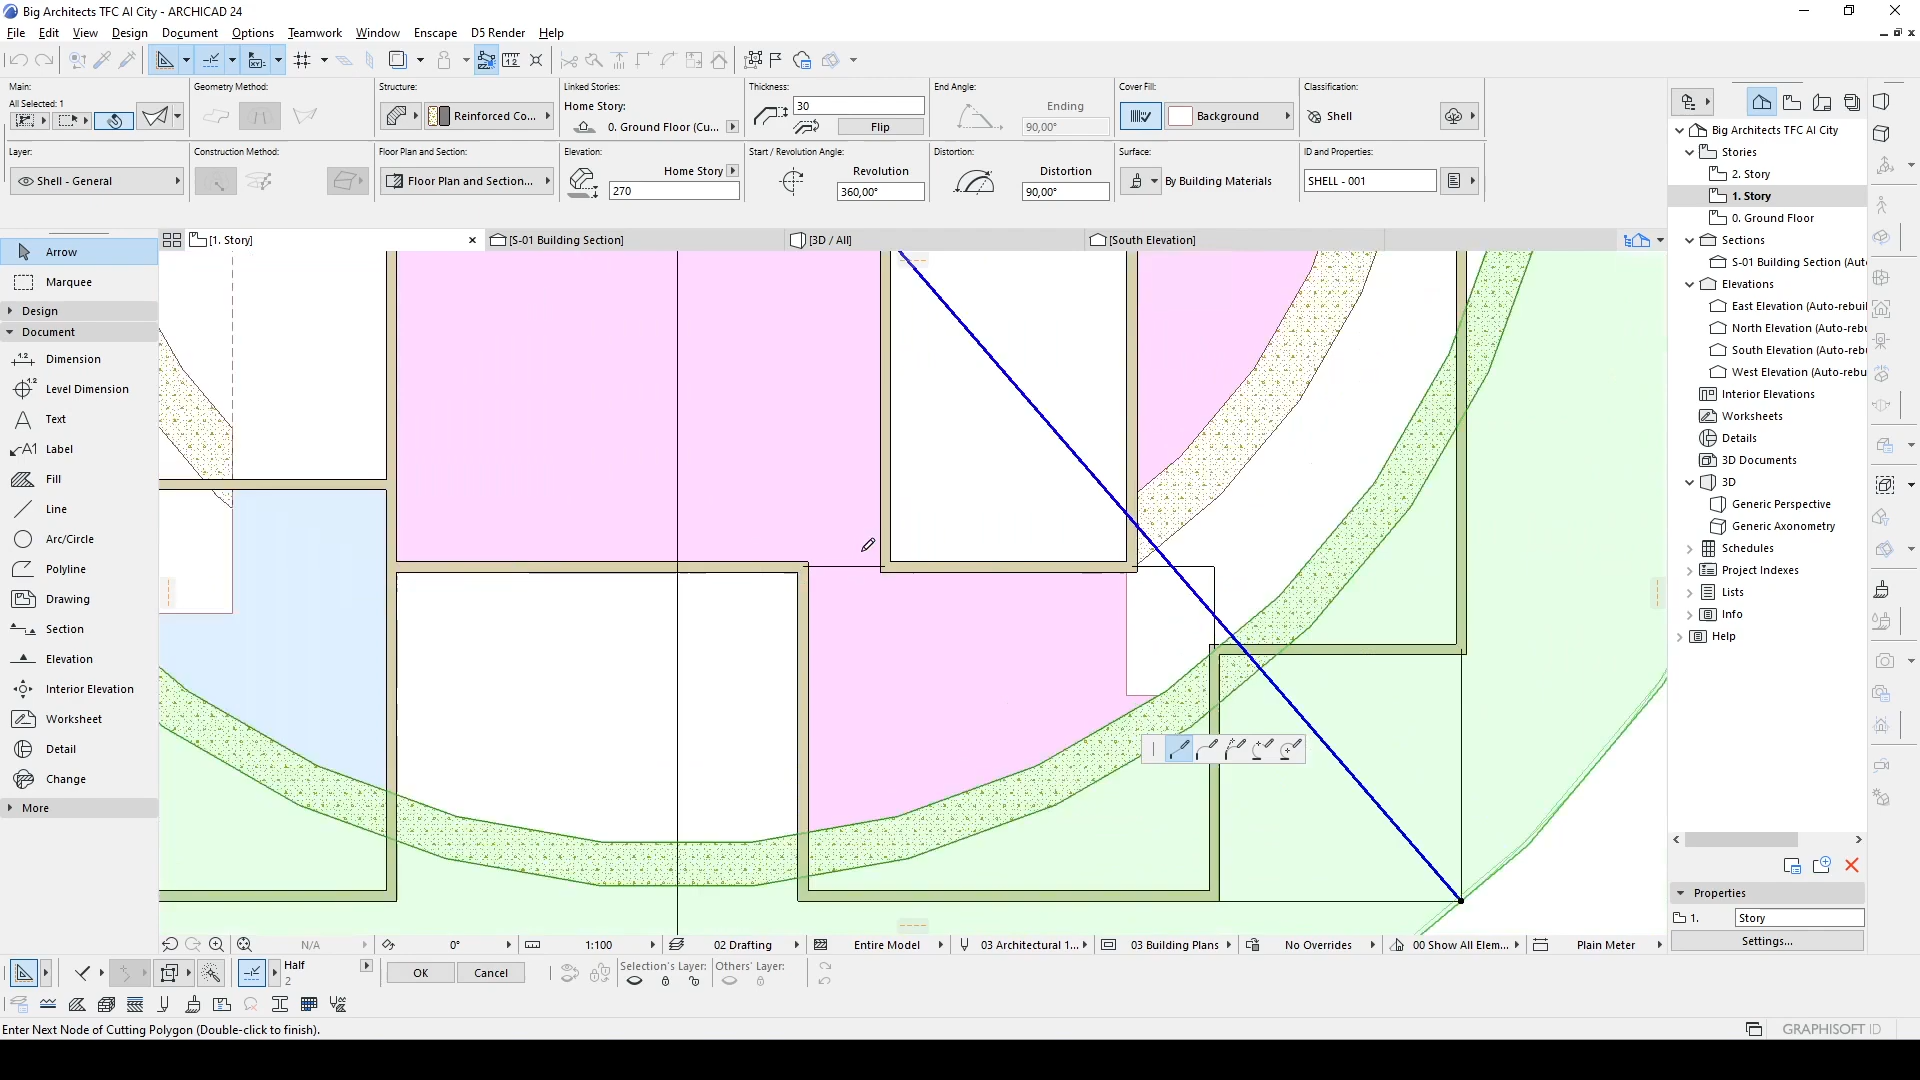 Big Architects TFC AI City - ARCHICAD 24
File Edit View Design Document Options Teamwork Window Enscape D5 Render Help
Main:
All Selected: 1
Geometry Method:
Structure:
Reinforced Co...
Linked Stories:
Home Story:
0. Ground Floor (Cu...
Thickness:
30
Flip
End Angle:
Ending
90,00°
Cover Fill:
Background
Classification:
Shell
Layer:
Shell - General
Construction Method:
Floor Plan and Section:
Floor Plan and Section...
Elevation:
Home Story
270
Start / Revolution Angle:
Revolution
360,00°
Distortion:
Distortion
90,00°
Surface:
By Building Materials
ID and Properties:
SHELL - 001
[1. Story]
[S-01 Building Section]
[3D / All]
[South Elevation]
Arrow
Marquee
Design
Document
Dimension
Level Dimension
Text
Label
Fill
Line
Arc/Circle
Polyline
Drawing
Section
Elevation
Interior Elevation
Worksheet
Detail
Change
More
Big Architects TFC AI City
Stories
2. Story
1. Story
0. Ground Floor
Sections
S-01 Building Section (Aut
Elevations
East Elevation (Auto-rebuil
North Elevation (Auto-rebu
South Elevation (Auto-rebu
West Elevation (Auto-rebu
Interior Elevations
Worksheets
Details
3D Documents
3D
Generic Perspective
Generic Axonometry
Schedules
Project Indexes
Lists
Info
Help
Properties
1. Story
Settings...
N/A 0° 1:100 02 Drafting Entire Model 03 Architectural 1... 03 Building Plans No Overrides 00 Show All Elem... Plain Meter
Half
2
OK Cancel
Selection's Layer: Others' Layer:
Enter Next Node of Cutting Polygon (Double-click to finish).
GRAPHISOFT ID